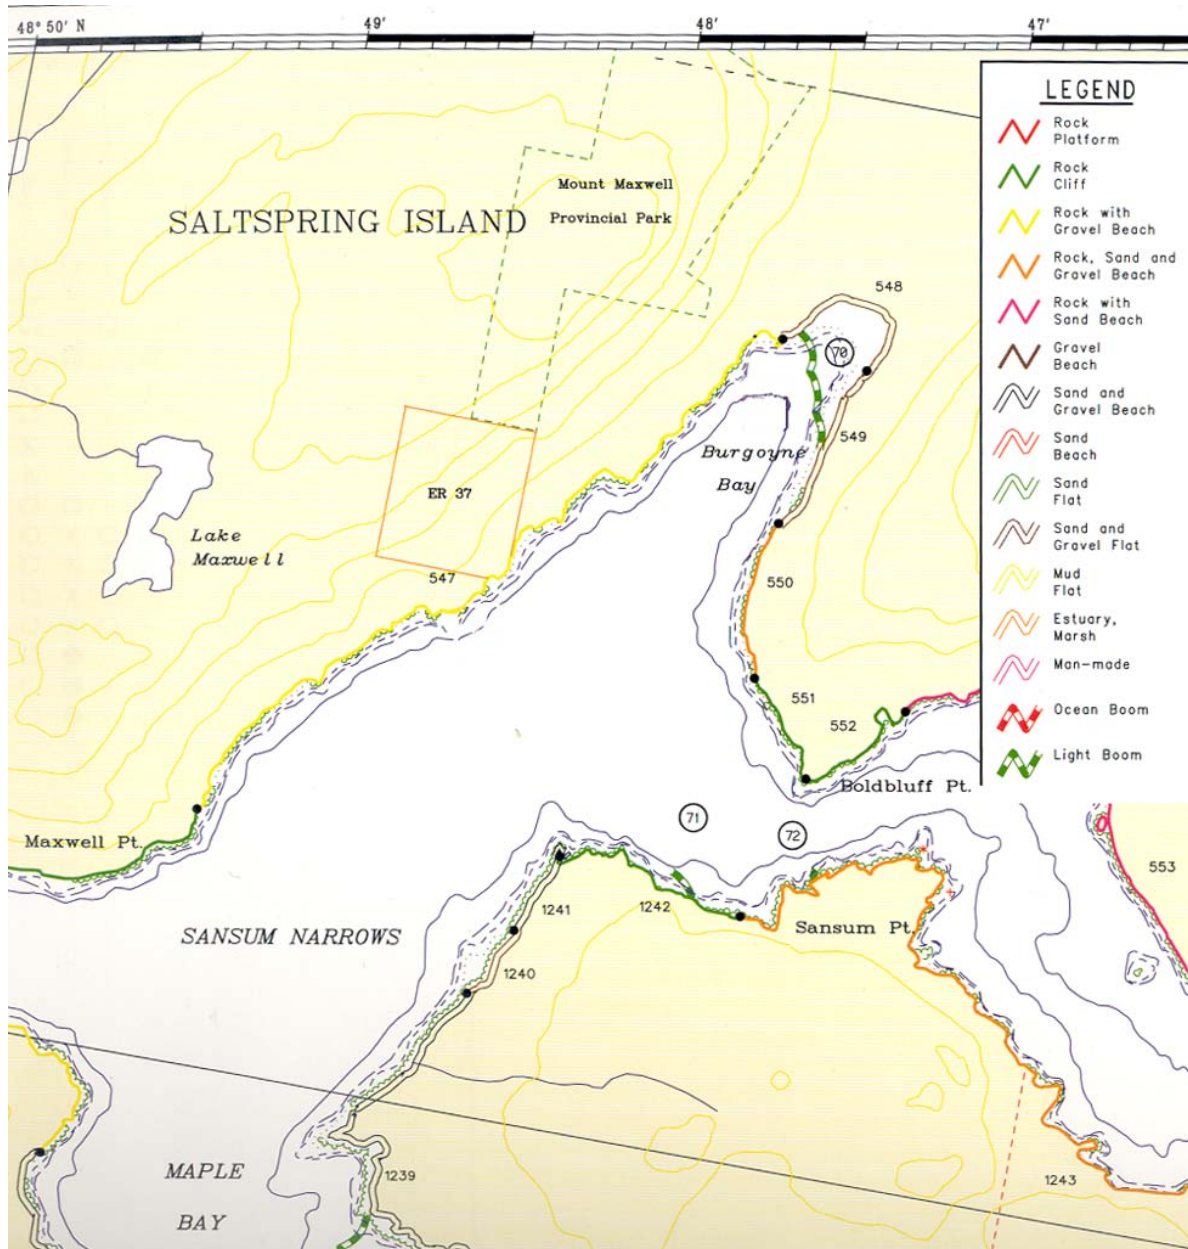 48° 50' N
49'
48'
47'
LEGEND
Rock
Platform
Rock
Cliff
Rock with
Gravel Beach
Rock, Sand and
Gravel Beach
Rock with
Sand Beach
Gravel
Beach
Sand and
Gravel Beach
Sand
Beach
Sand
Flat
Sand and
Gravel Flat
Mud
Flat
Estuary,
Marsh
Man-made
Ocean Boom
Light Boom
Mount Maxwell
Provincial Park
SALTSPRING ISLAND
548
70
549
Burgoyne
Bay
ER 37
Lake
Maxwell
547
550
551
552
Boldbluff Pt.
Maxwell Pt.
71
72
553
1241
1242
Sansum Pt.
SANSUM NARROWS
1240
MAPLE
BAY
1239
1243